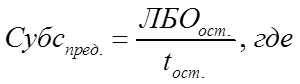 Субс_пред. = ЛБО_ост. / t_ост. , где